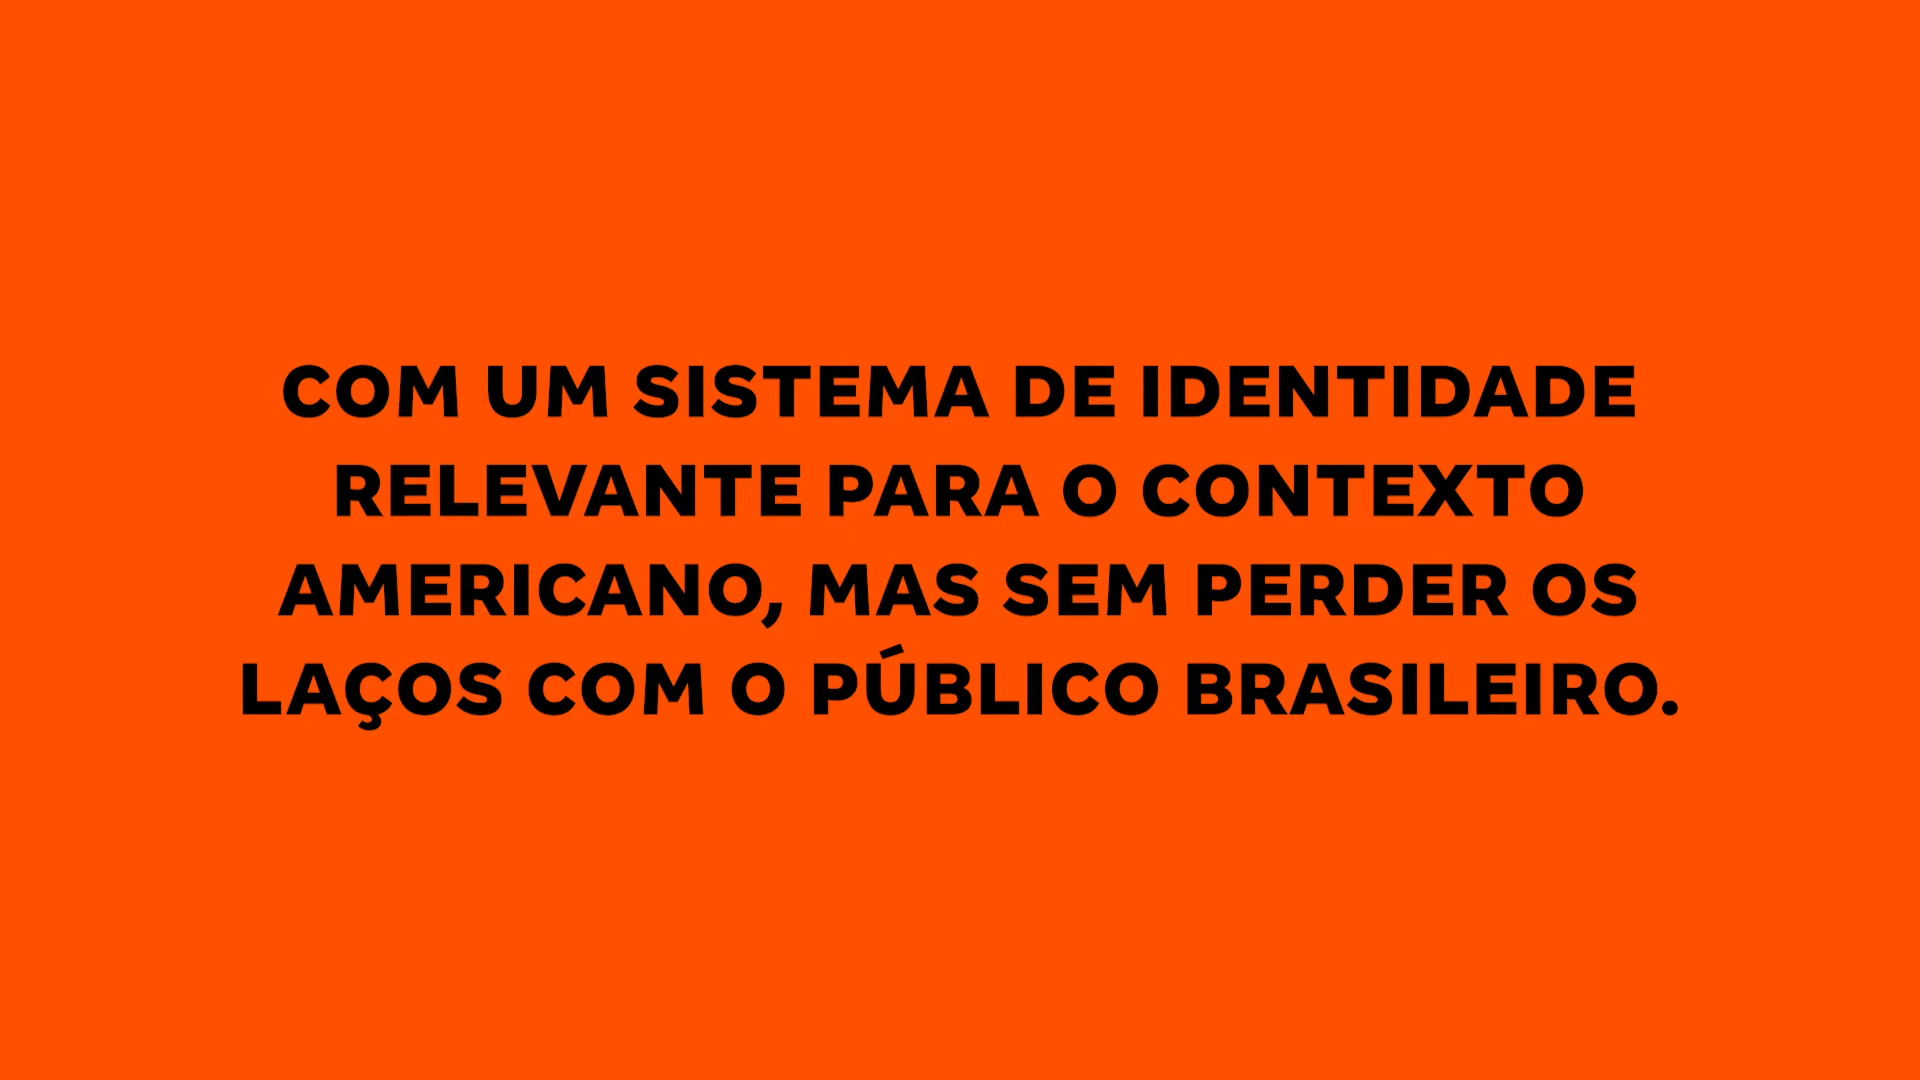 COM UM SISTEMA DE IDENTIDADE
RELEVANTE PARA O CONTEXTO
AMERICANO, MAS SEM PERDER OS
LAÇOS COM O PÚBLICO BRASILEIRO.